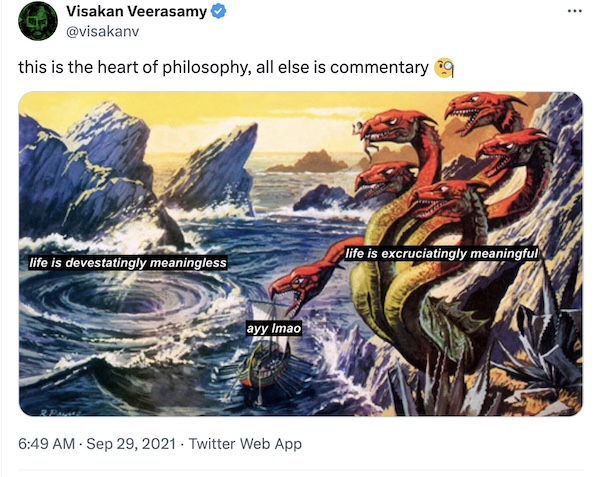 Visakan Veerasamy
@visakanv
this is the heart of philosophy, all else is commentary 🧐
life is devestatingly meaningless
life is excruciatingly meaningful
ayy lmao
6:49 AM · Sep 29, 2021 · Twitter Web App